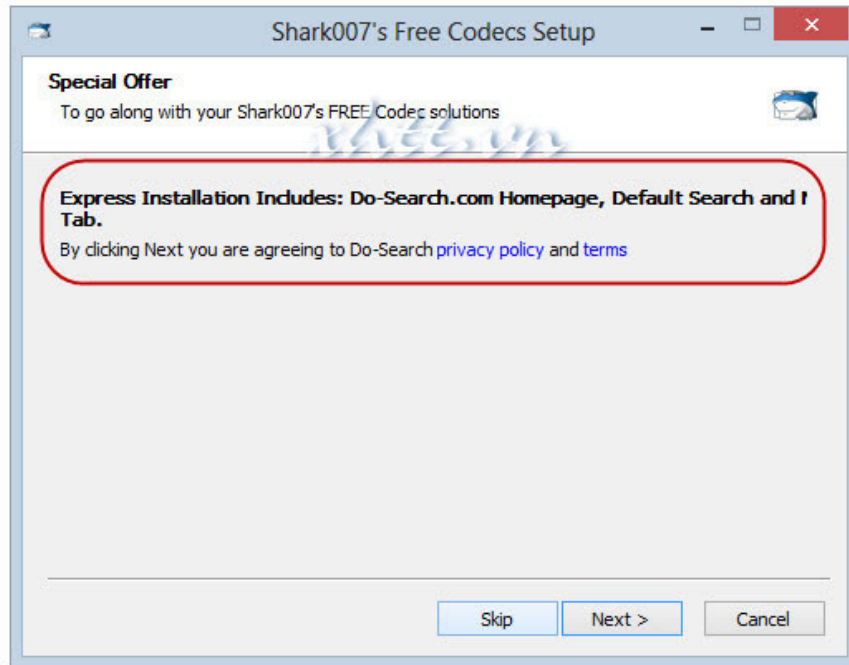 Shark007's Free Codecs Setup
Special Offer
To go along with your Shark007's FREE Codec solutions
xhtt.vn
Express Installation Includes: Do-Search.com Homepage, Default Search and
Tab.
By clicking Next you are agreeing to Do-Search privacy policy and terms
Skip
Next >
Cancel